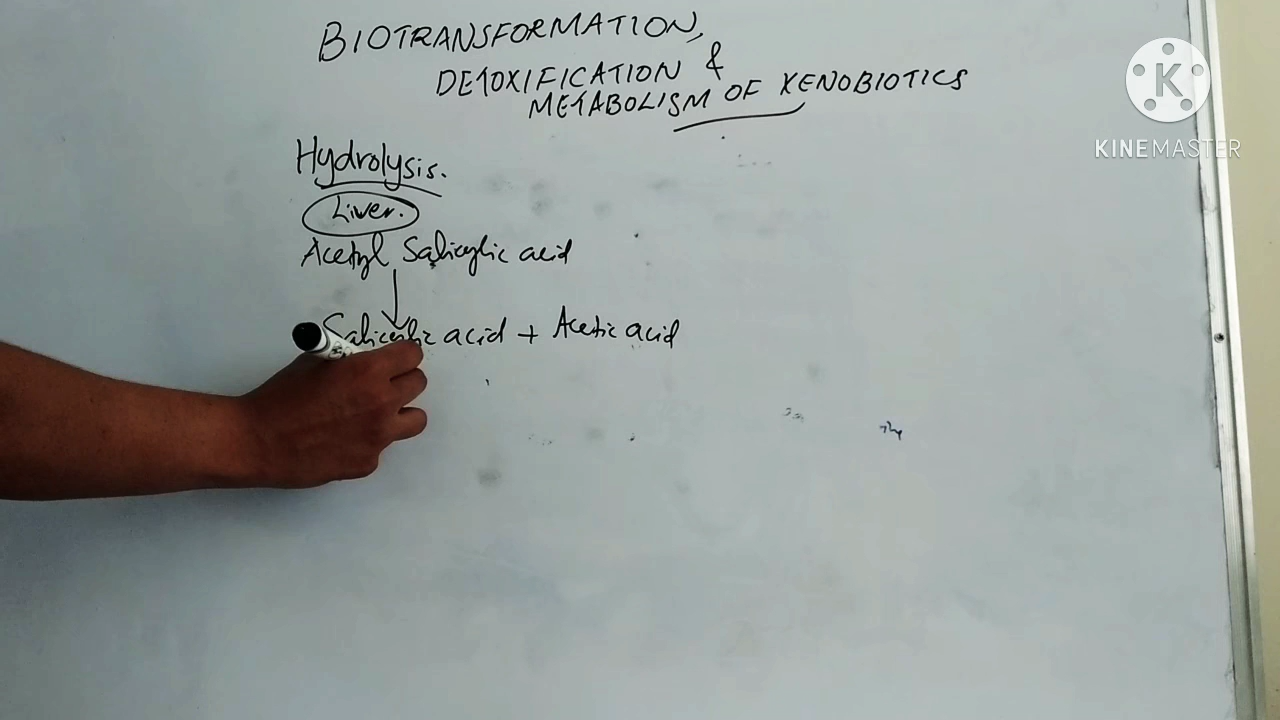 BIOTRANSFORMATION,
DETOXIFICATION &
METABOLISM OF XENOBIOTICS
Hydrolysis.
Liver.
Acetyl Salicylic acid
Salicylic acid + Acetic acid
K
KINEMASTER